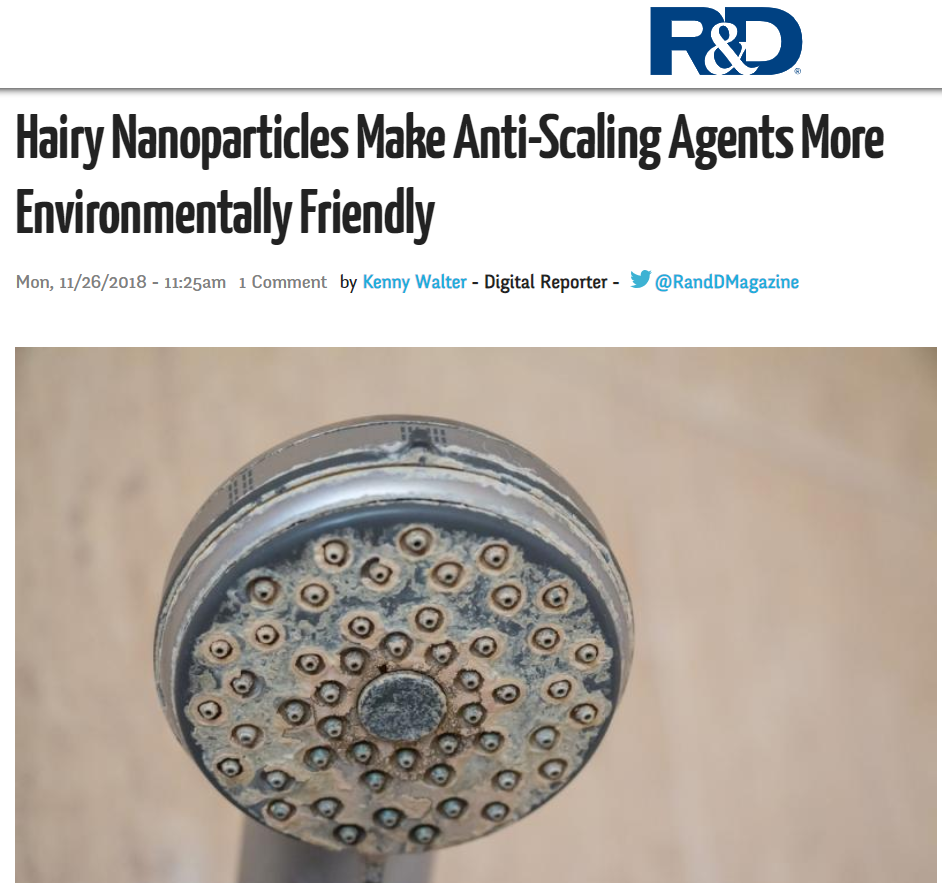 R&D®
Hairy Nanoparticles Make Anti-Scaling Agents More
Environmentally Friendly
Mon, 11/26/2018 - 11:25am 1 Comment by Kenny Walter - Digital Reporter - @RandDMagazine